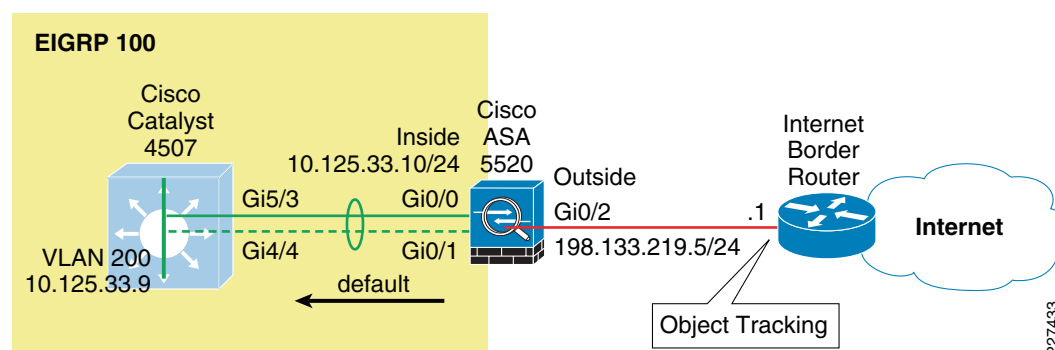 EIGRP 100
Cisco
Catalyst
4507
Inside
10.125.33.10/24
Cisco
ASA
5520
Gi5/3
Gi0/0
Gi4/4
Gi0/1
VLAN 200
10.125.33.9
default
Outside
Gi0/2
198.133.219.5/24
.1
Internet
Border
Router
Internet
Object Tracking
227433